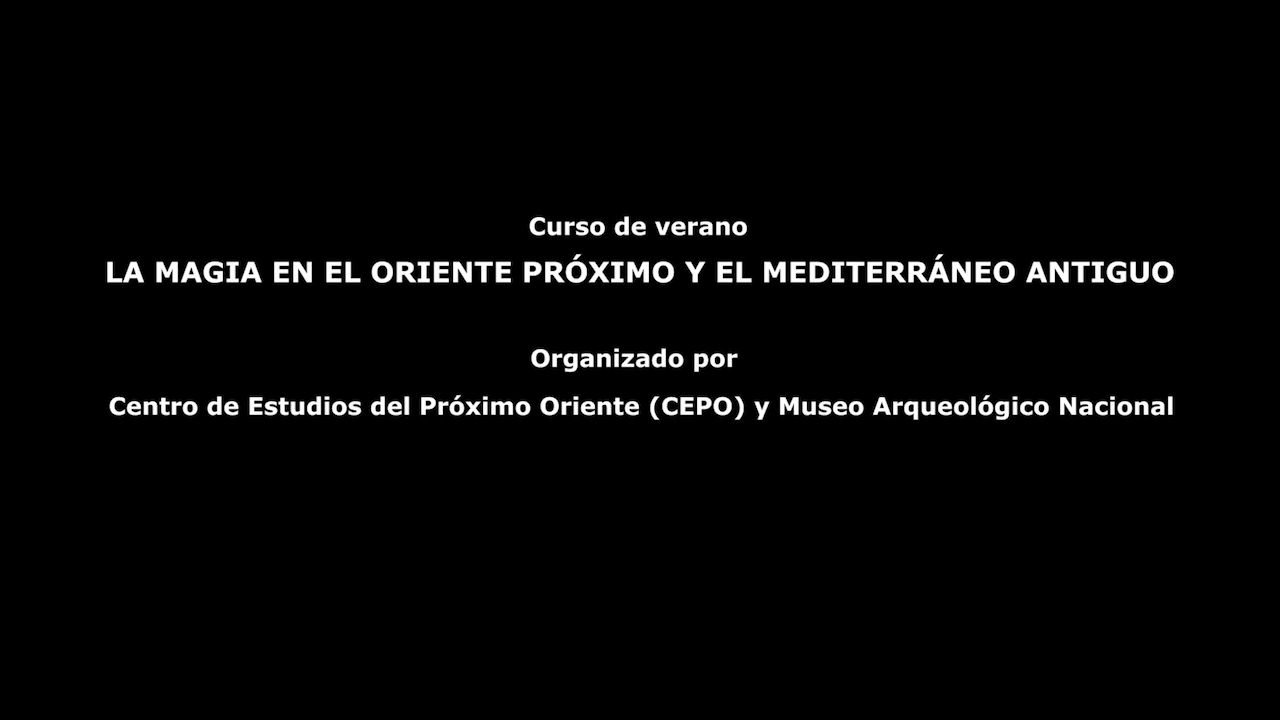 Curso de verano
LA MAGIA EN EL ORIENTE PRÓXIMO Y EL MEDITERRÁNEO ANTIGUO
Organizado por
Centro de Estudios del Próximo Oriente (CEPO) y Museo Arqueológico Nacional